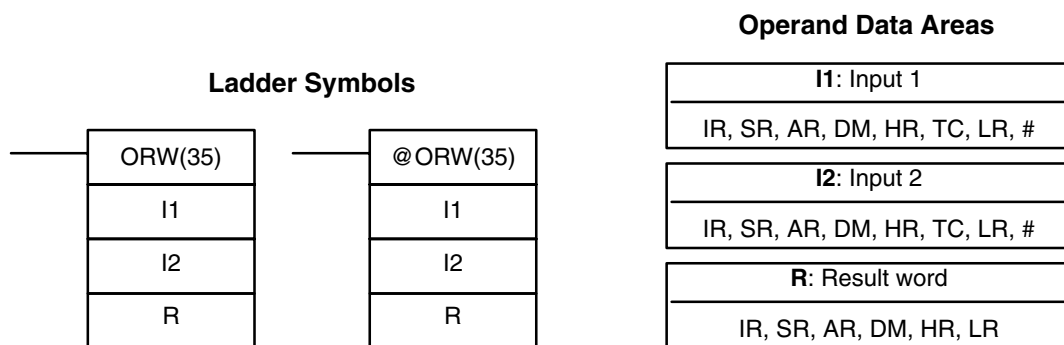 Ladder Symbols
ORW(35)
I1
I2
R
@ORW(35)
I1
I2
R
Operand Data Areas
I1: Input 1
IR, SR, AR, DM, HR, TC, LR, #
I2: Input 2
IR, SR, AR, DM, HR, TC, LR, #
R: Result word
IR, SR, AR, DM, HR, LR